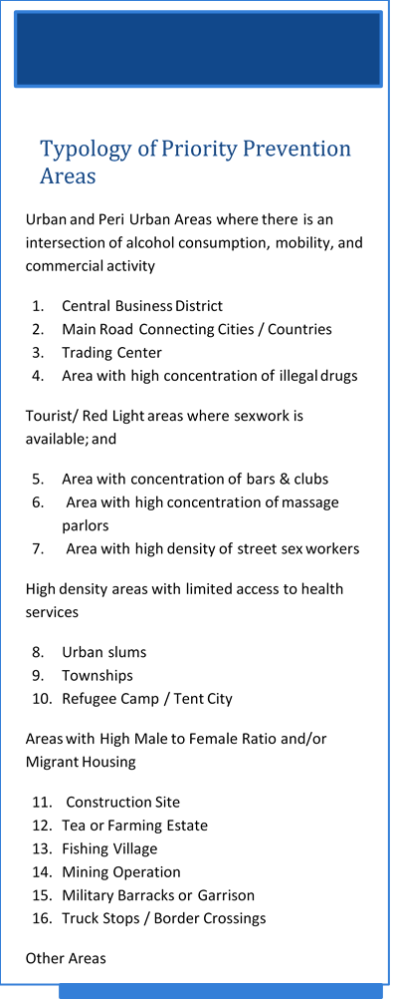 Typology of Priority Prevention
Areas
Urban and Peri Urban Areas where there is an
intersection of alcohol consumption, mobility, and
commercial activity
1. Central Business District
2. Main Road Connecting Cities / Countries
3. Trading Center
4. Area with high concentration of illegal drugs
Tourist/ Red Light areas where sexwork is
available; and
5. Area with concentration of bars & clubs
6. Area with high concentration of massage
parlors
7. Area with high density of street sex workers
High density areas with limited access to health
services
8. Urban slums
9. Townships
10. Refugee Camp / Tent City
Areas with High Male to Female Ratio and/or
Migrant Housing
11. Construction Site
12. Tea or Farming Estate
13. Fishing Village
14. Mining Operation
15. Military Barracks or Garrison
16. Truck Stops / Border Crossings
Other Areas